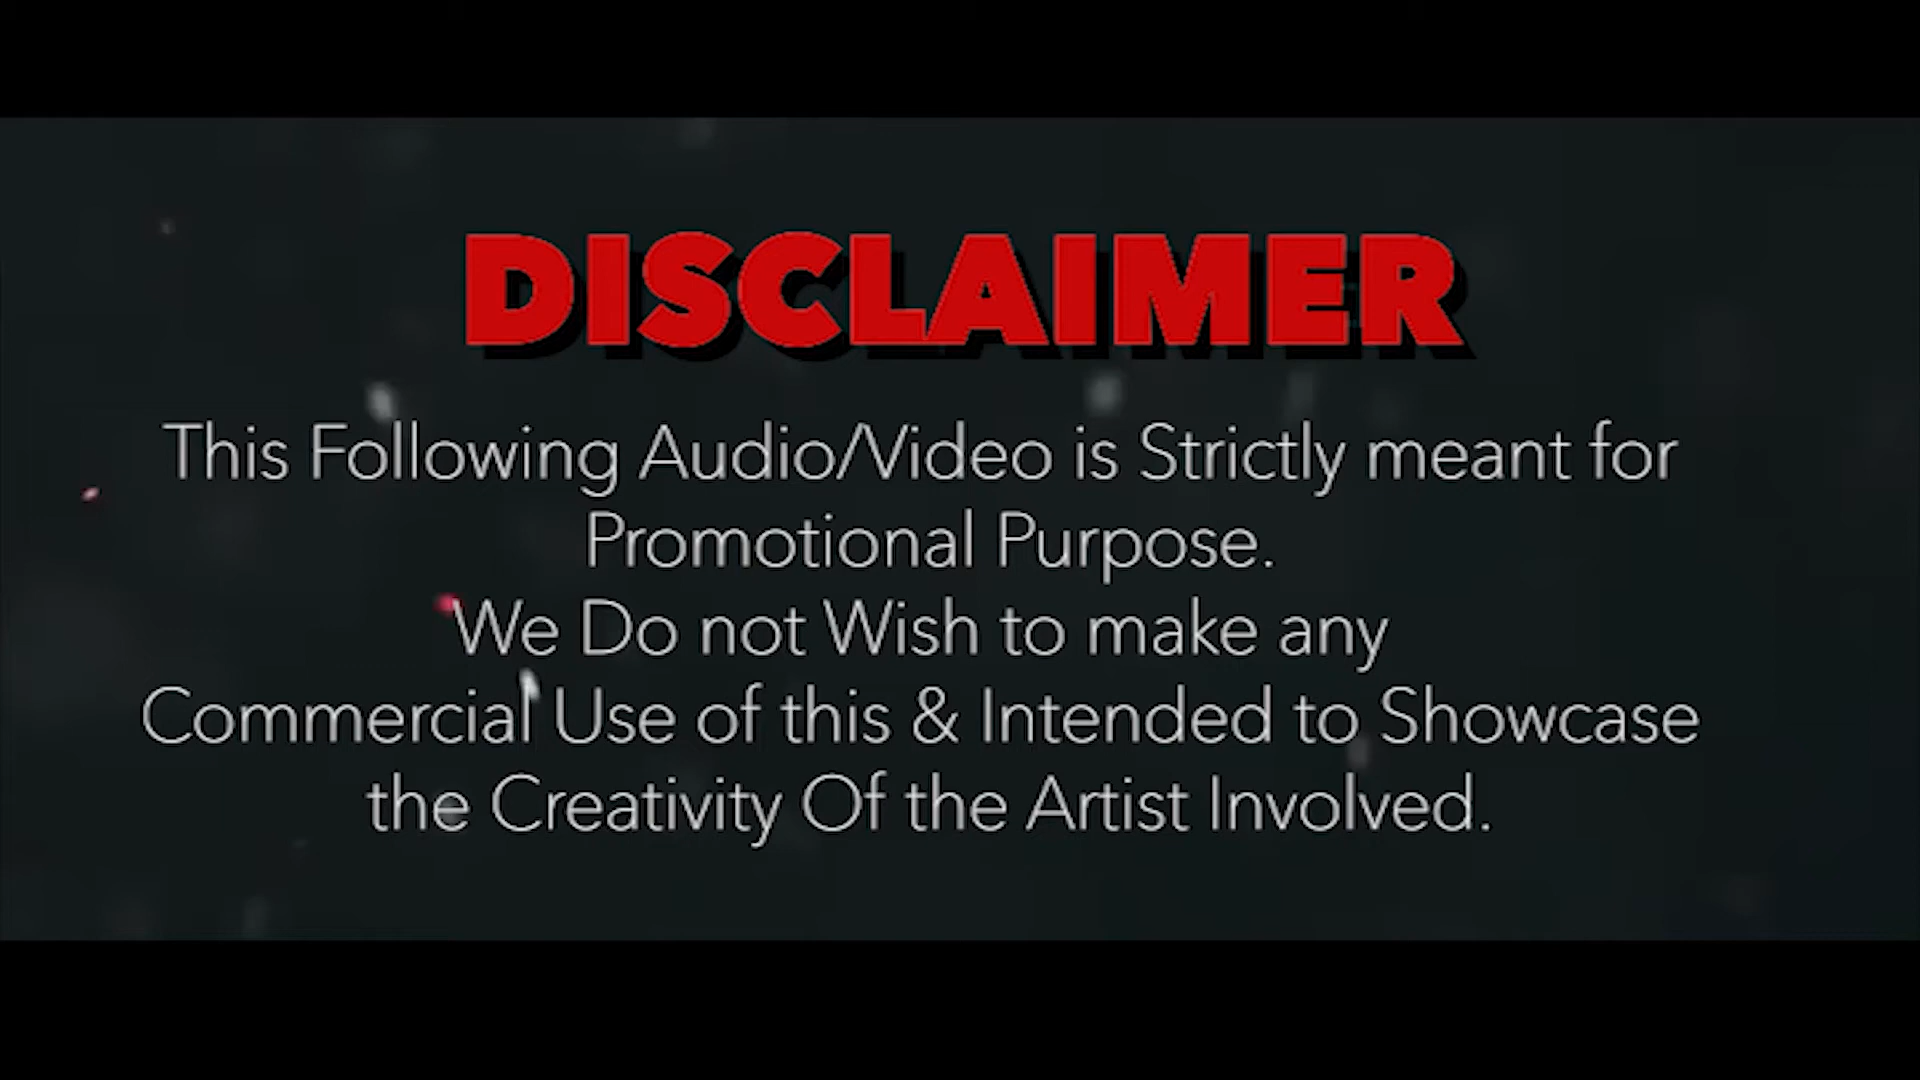 DISCLAIMER
This Following Audio/Video is Strictly meant for
Promotional Purpose.
We Do not Wish to make any
Commercial Use of this & Intended to Showcase
the Creativity Of the Artist Involved.